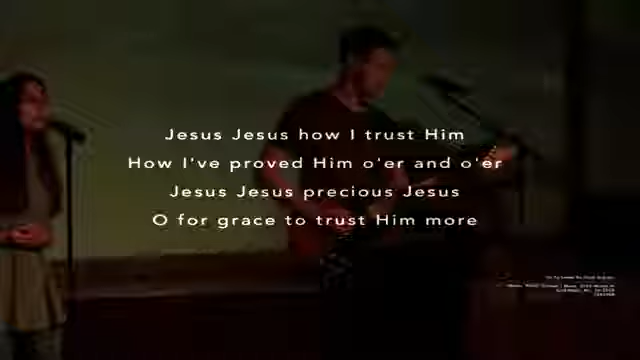 Jesus Jesus how I trust Him
How I've proved Him o'er and o'er
Jesus Jesus precious Jesus
O for grace to trust Him more